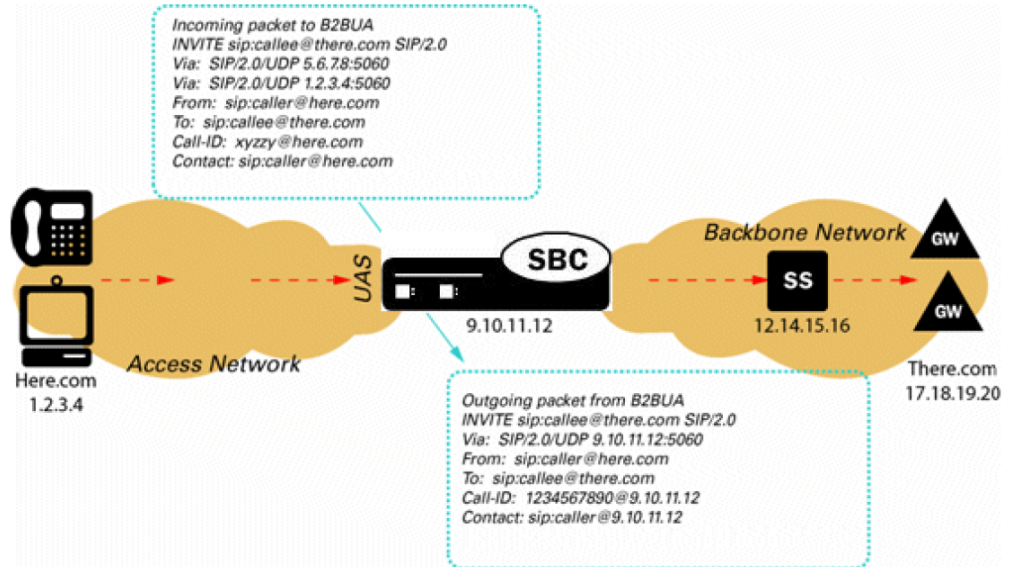 Incoming packet to B2BUA
INVITE sip:callee@there.com SIP/2.0
Via: SIP/2.0/UDP 5.6.7.8:5060
Via: SIP/2.0/UDP 1.2.3.4:5060
From: sip:caller@here.com
To: sip:callee@there.com
Call-ID: xyzzy@here.com
Contact: sip:caller@here.com
UAS
SBC
9.10.11.12
Backbone Network
SS
12.14.15.16
GW
GW
There.com
17.18.19.20
Access Network
Here.com
1.2.3.4
Outgoing packet from B2BUA
INVITE sip:callee@there.com SIP/2.0
Via: SIP/2.0/UDP 9.10.11.12:5060
From: sip:caller@here.com
To: sip:callee@there.com
Call-ID: 1234567890@9.10.11.12
Contact: sip:caller@9.10.11.12